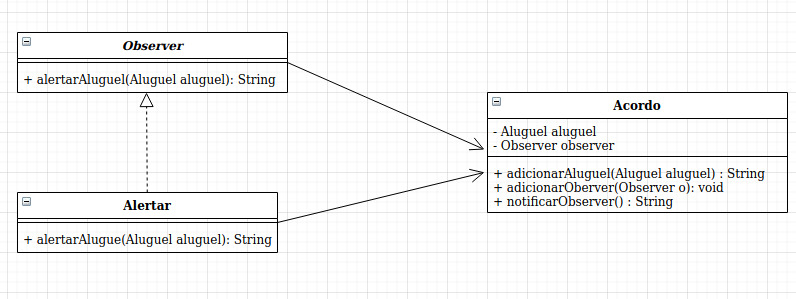 Observer
+ alertarAluguel(Aluguel aluguel): String
Acordo
- Aluguel aluguel
- Observer observer
+ adicionarAluguel(Aluguel aluguel) : String
+ adicionarOberver(Observer o): void
+ notificarObserver() : String
Alertar
+ alertarAlugue(Aluguel aluguel): String